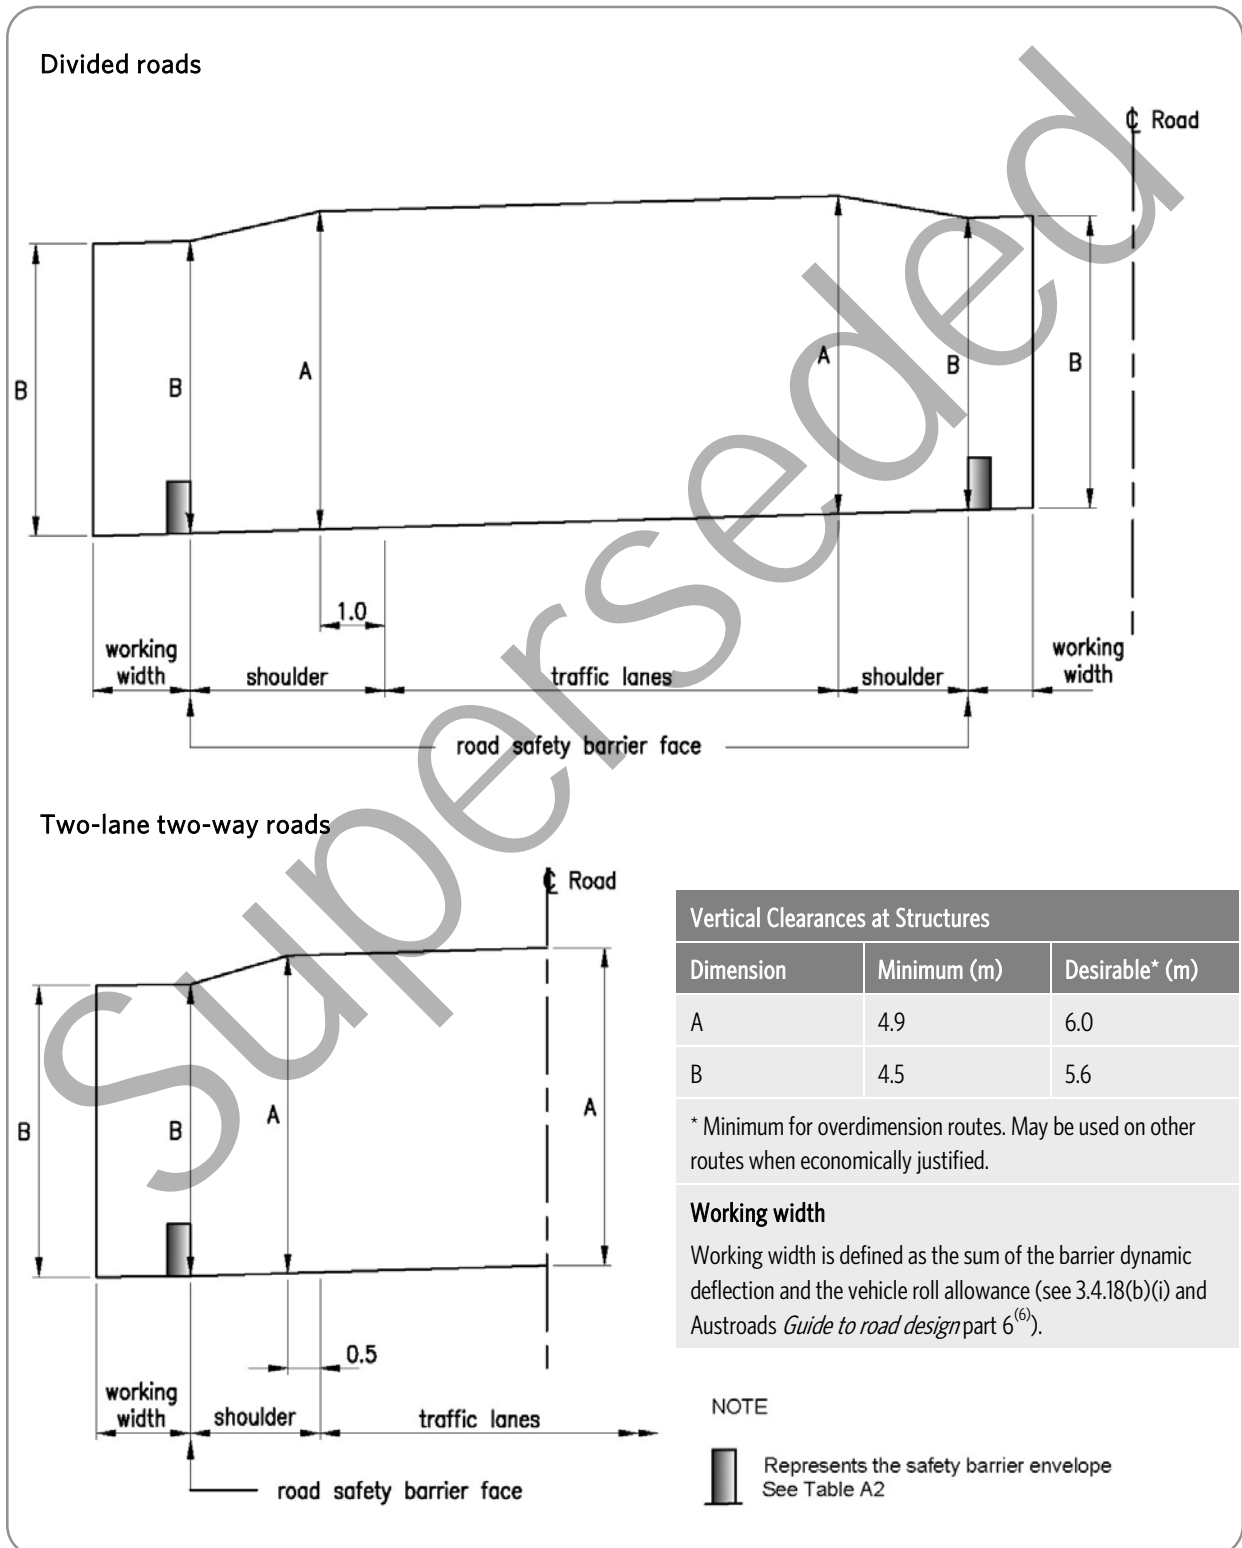 Divided roads
℄ Road
B
B
A
A
B
B
1.0
working
width
shoulder
traffic lanes
shoulder
working
width
road safety barrier face
Two-lane two-way roads
℄ Road
B
B
A
A
0.5
working
width
shoulder
traffic lanes
road safety barrier face
Vertical Clearances at Structures
Dimension Minimum (m) Desirable* (m)
A 4.9 6.0
B 4.5 5.6
* Minimum for overdimension routes. May be used on other
routes when economically justified.
Working width
Working width is defined as the sum of the barrier dynamic
deflection and the vehicle roll allowance (see 3.4.18(b)(i) and
Austroads Guide to road design part 6(6)).
NOTE
Represents the safety barrier envelope
See Table A2
Superseded